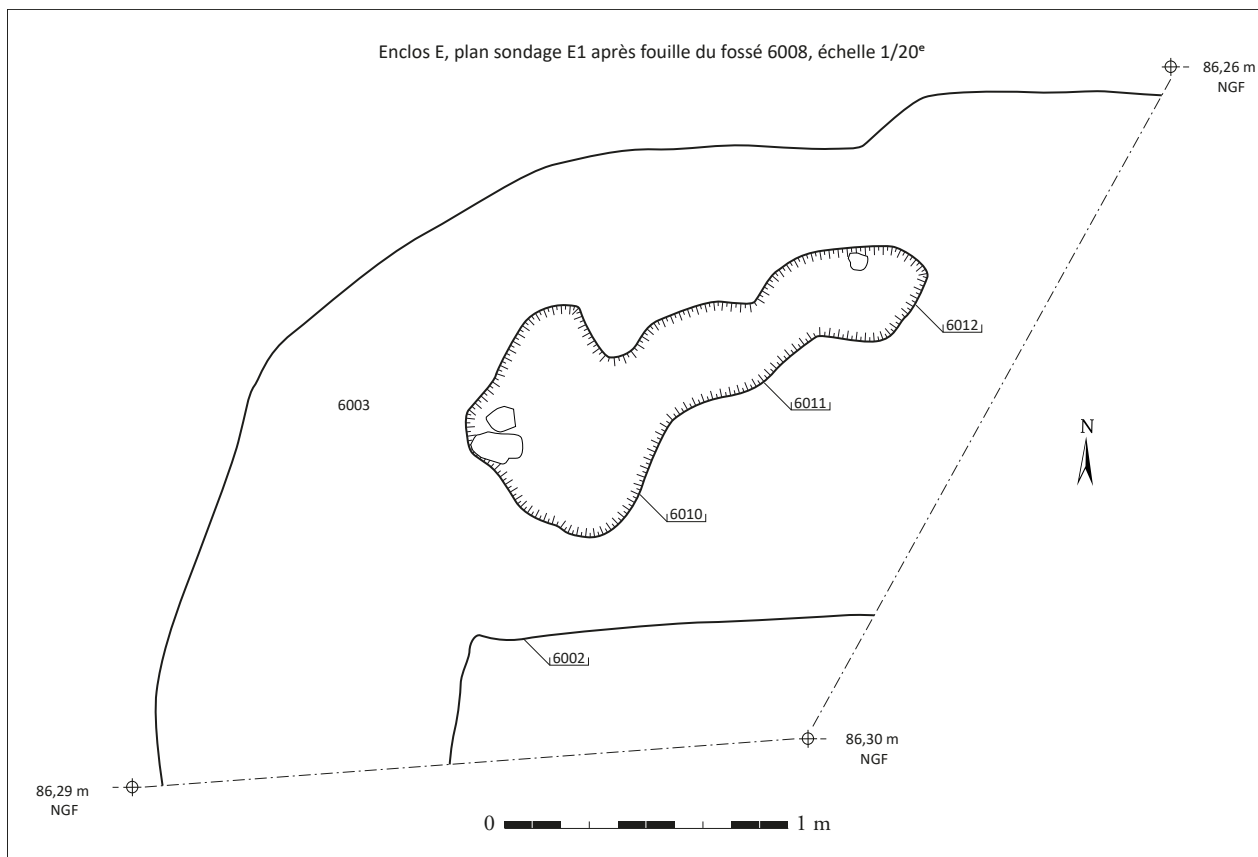 Enclos E, plan sondage E1 après fouille du fossé 6008, échelle 1/20ᵉ
86,26 m
NGF
6012
6003
6011
N
6010
6002
86,30 m
NGF
86,29 m
NGF
0 1 m